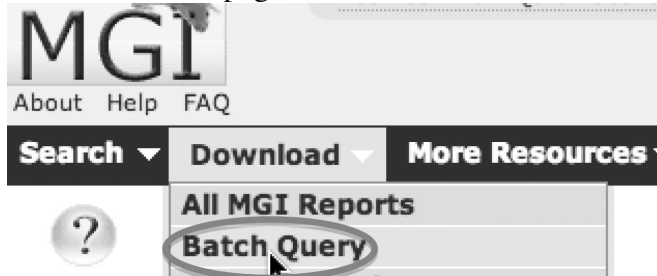 MGI
About Help FAQ
Search Download More Resources
All MGI Reports
? Batch Query